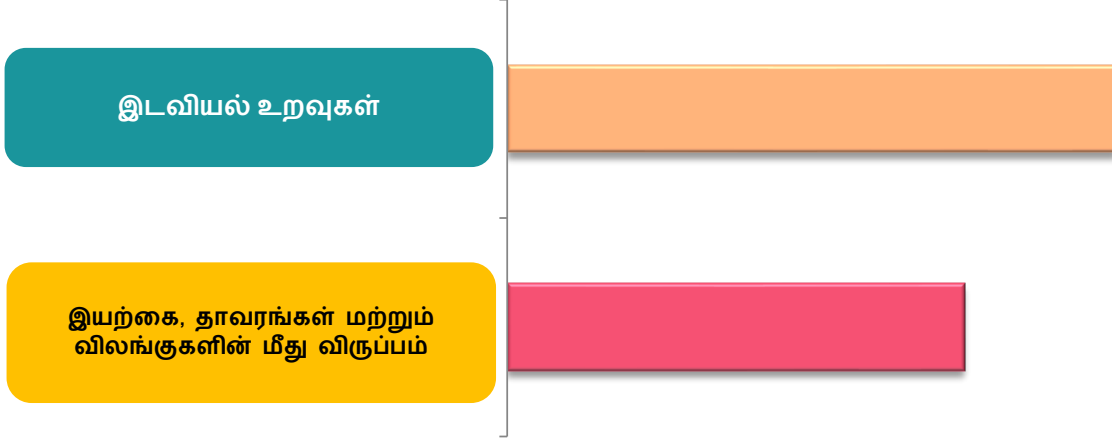 இடவியல் உறவுகள்
இயற்கை, தாவரங்கள் மற்றும்
விலங்குகளின் மீது விருப்பம்